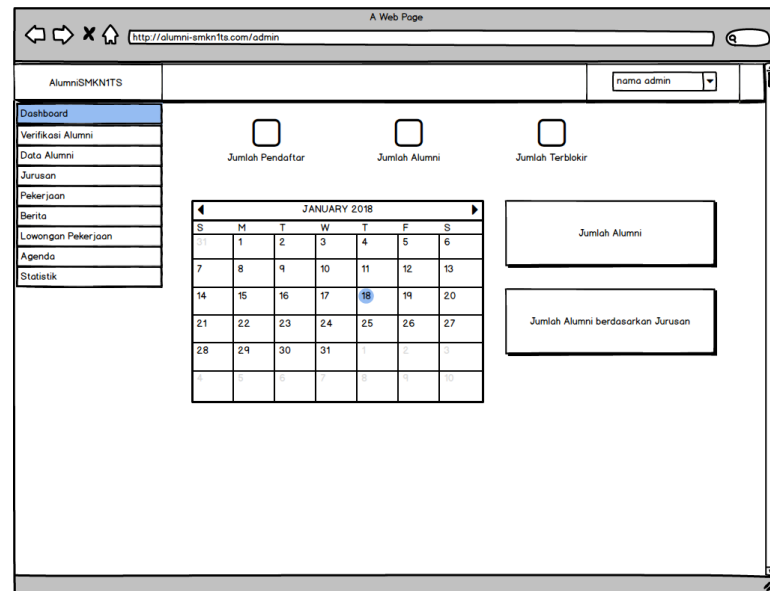 A Web Page
http://alumni-smkn1ts.com/admin
AlumniSMKN1TS
nama admin
Dashboard
Verifikasi Alumni
Data Alumni
Jurusan
Pekerjaan
Berita
Lowongan Pekerjaan
Agenda
Statistik
Jumlah Pendaftar
Jumlah Alumni
Jumlah Terblokir
JANUARY 2018
S M T W T F S
31 1 2 3 4 5 6
7 8 9 10 11 12 13
14 15 16 17 18 19 20
21 22 23 24 25 26 27
28 29 30 31 1 2 3
4 5 6 7 8 9 10
Jumlah Alumni
Jumlah Alumni berdasarkan Jurusan